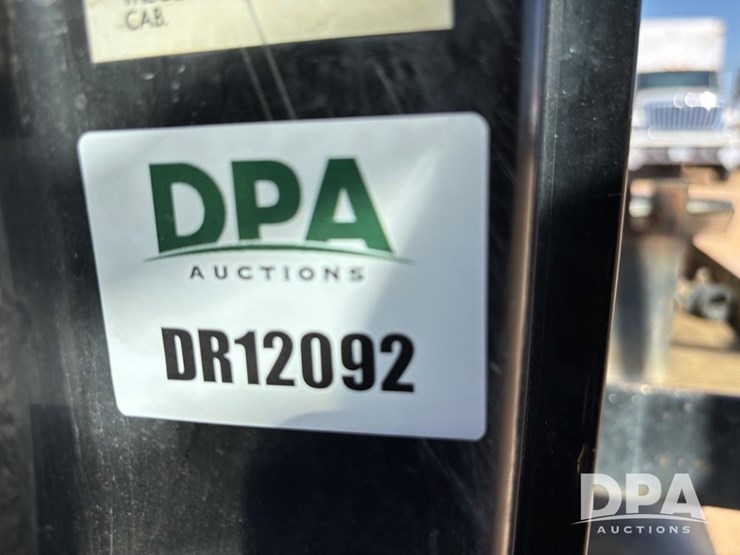 CAB.
DPA
AUCTIONS
DR12092
DPA
AUCTIONS